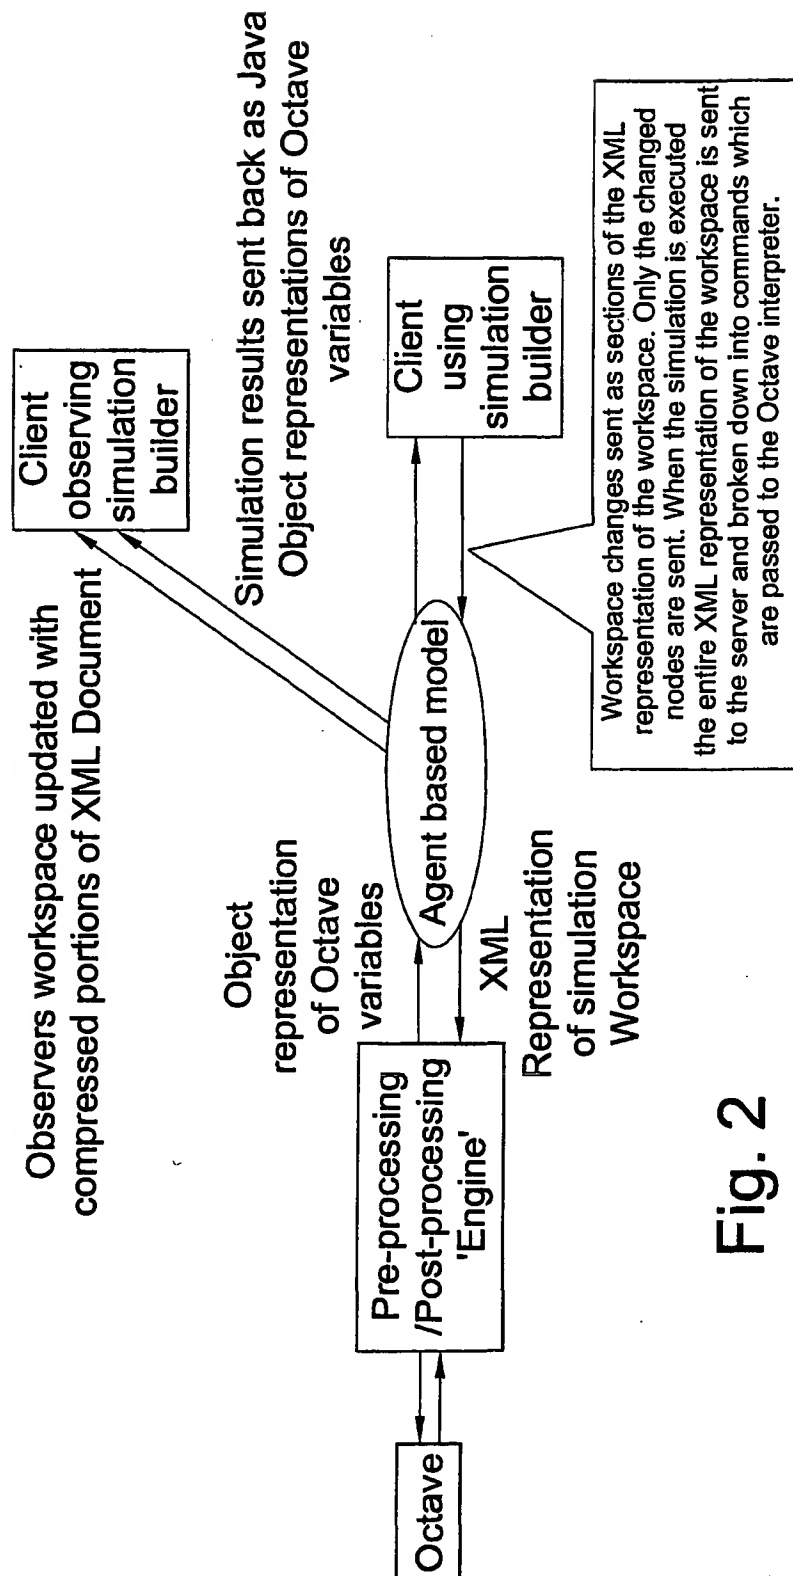 Observers workspace updated with
compressed portions of XML Document
Client
observing
simulation
builder
Simulation results sent back as Java
Object representations of Octave
variables
Object
representation
of Octave
variables
Client
using
simulation
builder
Octave
Pre-processing
/Post-processing
'Engine'
Agent based model
XML
Representation
of simulation
Workspace
Workspace changes sent as sections of the XML
representation of the workspace. Only the changed
nodes are sent. When the simulation is executed
the entire XML representation of the workspace is sent
to the server and broken down into commands which
are passed to the Octave interpreter.
Fig. 2